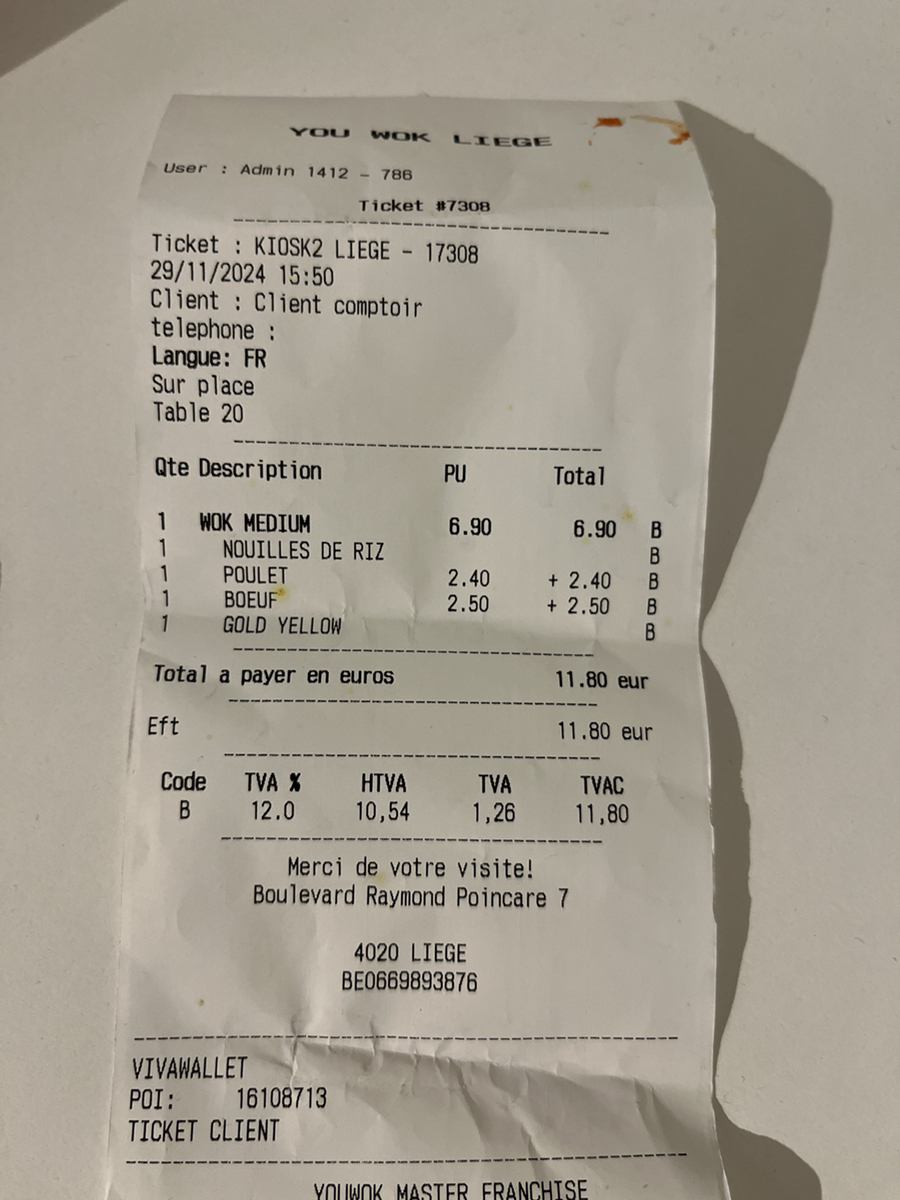 YOU WOK LIEGE
User : Admin 1412 - 786
Ticket #7308
Ticket : KIOSK2 LIEGE - 17308
29/11/2024 15:50
Client : Client comptoir
telephone :
Langue: FR
Sur place
Table 20
Qte Description PU Total
1 WOK MEDIUM 6.90 6.90 B
1 NOUILLES DE RIZ B
1 POULET 2.40 + 2.40 B
1 BOEUF 2.50 + 2.50 B
1 GOLD YELLOW B
Total a payer en euros 11.80 eur
Eft 11.80 eur
Code TVA % HTVA TVA TVAC
B 12.0 10,54 1,26 11,80
Merci de votre visite!
Boulevard Raymond Poincare 7
4020 LIEGE
BE0669893876
VIVAWALLET
POI: 16108713
TICKET CLIENT
YOUWOK MASTER FRANCHISE